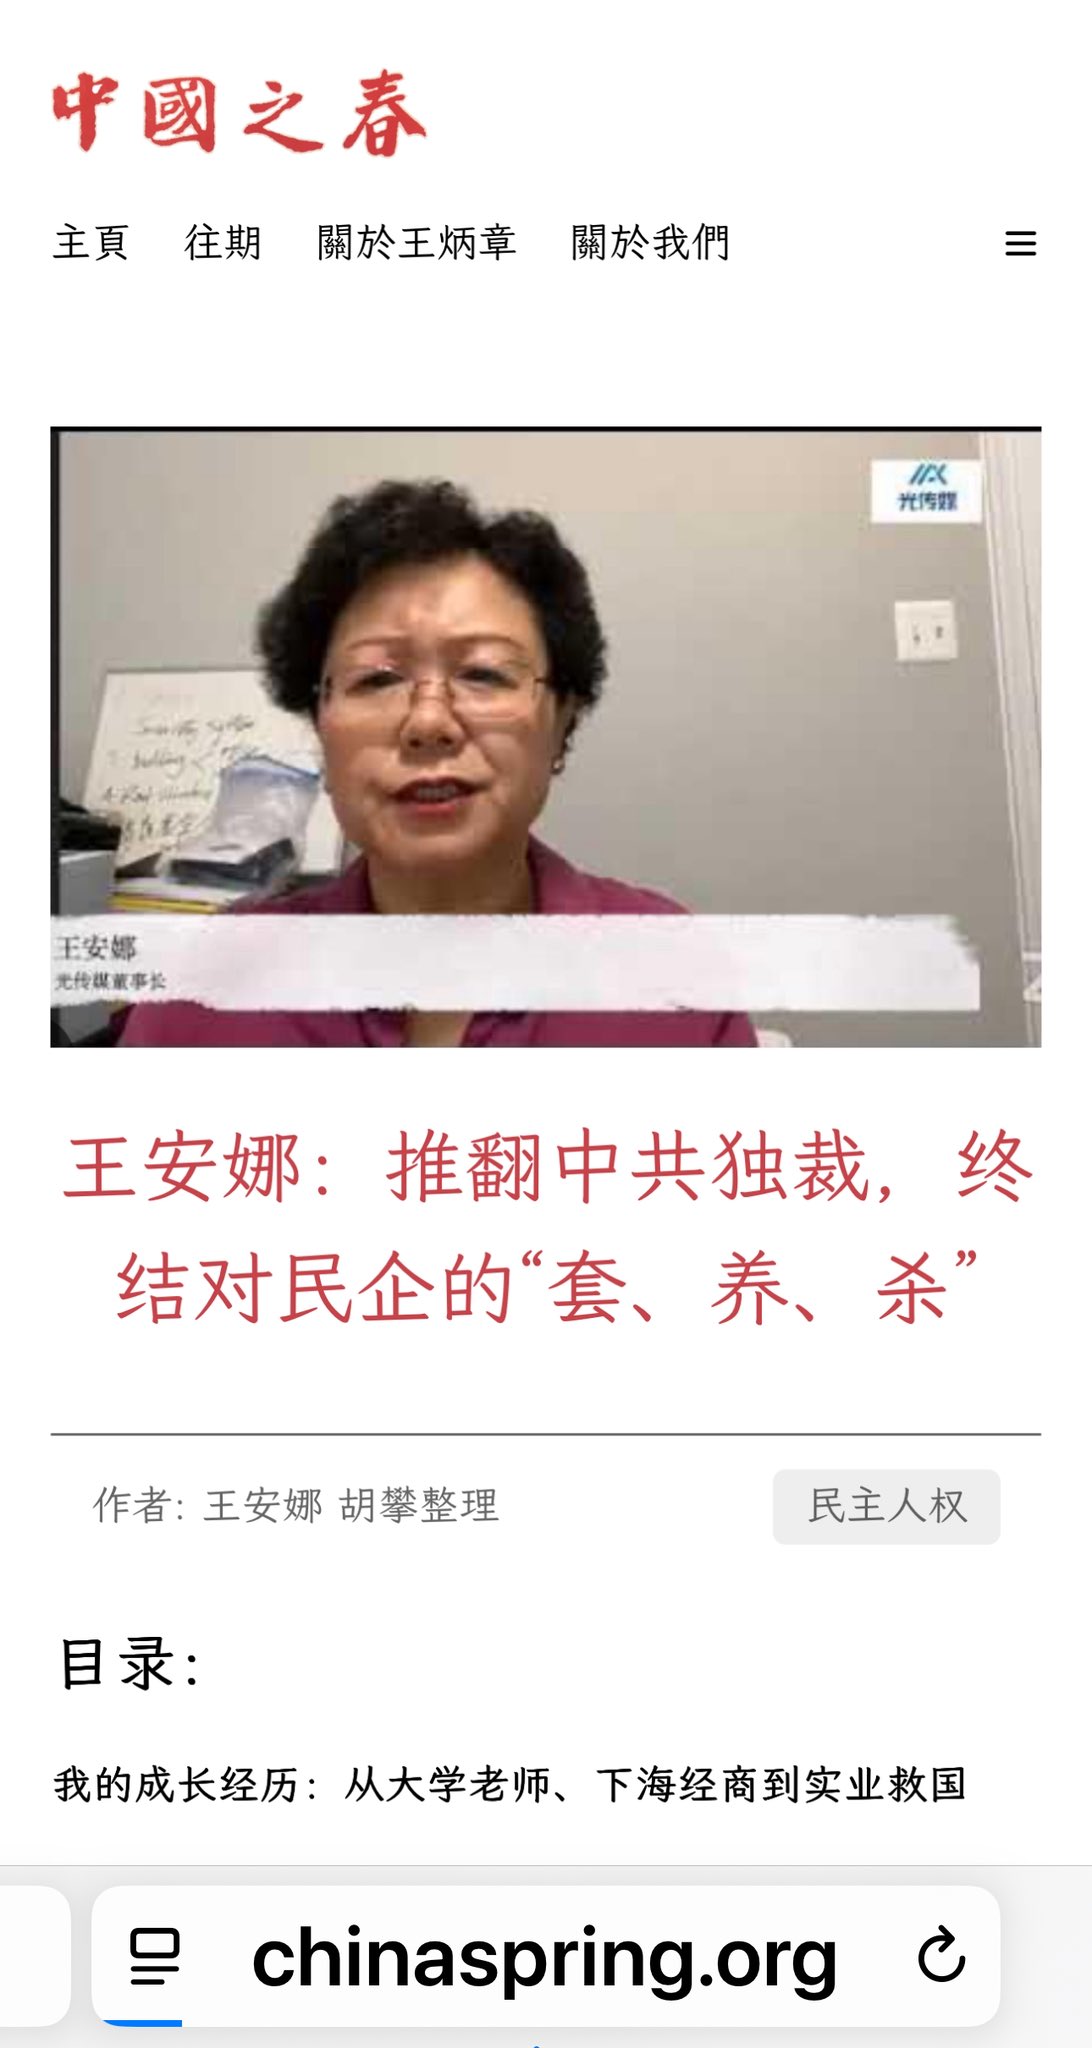 中國之春
主頁 往期 關於王炳章 關於我們
光传媒
王安娜
光传媒董事长
王安娜：推翻中共独裁，终
结对民企的“套、养、杀”
作者: 王安娜 胡攀整理
民主人权
目录：
我的成长经历：从大学老师、下海经商到实业救国
chinaspring.org